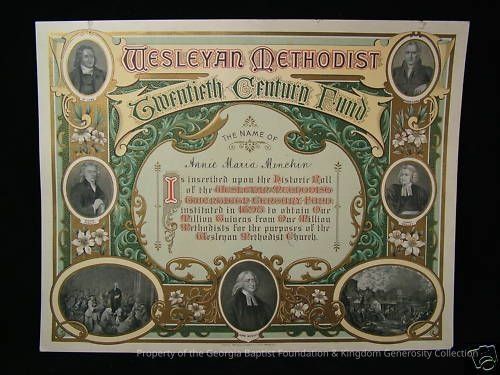 Wesleyan Methodist
Twentieth Century Fund
THE NAME OF
Annie Maria Minchin
Is inscribed upon the Historic Roll
of the Wesleyan Methodist
Twentieth Century Fund
instituted in 1898 to obtain One
Million Guineas from One Million
Methodists for the purposes of the
Wesleyan Methodist Church.
Property of the Georgia Baptist Foundation & Kingdom Generosity Collection